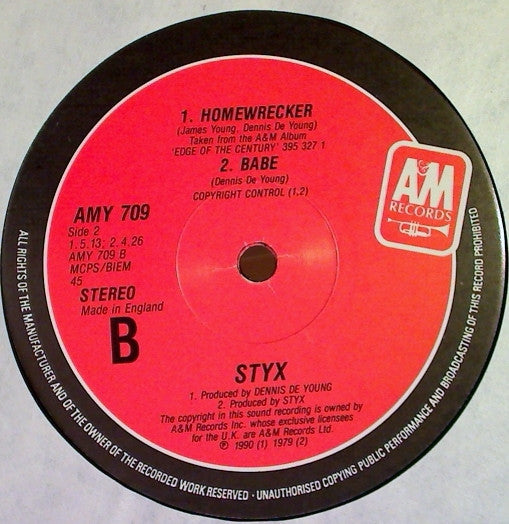 1. HOMEWRECKER
(James Young, Dennis De Young)
Taken from the A&M Album
'EDGE OF THE CENTURY' 395 327 1
2. BABE
(Dennis De Young)
COPYRIGHT CONTROL (1,2)
A&M
RECORDS
AMY 709
Side 2
1. 5.13; 2. 4.26
AMY 709 B
MCPS/BIEM
45
STEREO
Made in England
B
STYX
1. Produced by DENNIS DE YOUNG
2. Produced by STYX
The copyright in this sound recording is owned by
A&M Records Inc. whose exclusive licensees
for the U.K. are A&M Records Ltd.
℗ 1990 (1) 1979 (2)
ALL RIGHTS OF THE MANUFACTURER AND OF THE OWNER OF THE RECORDED WORK RESERVED · UNAUTHORISED COPYING PUBLIC PERFORMANCE AND BROADCASTING OF THIS RECORD PROHIBITED